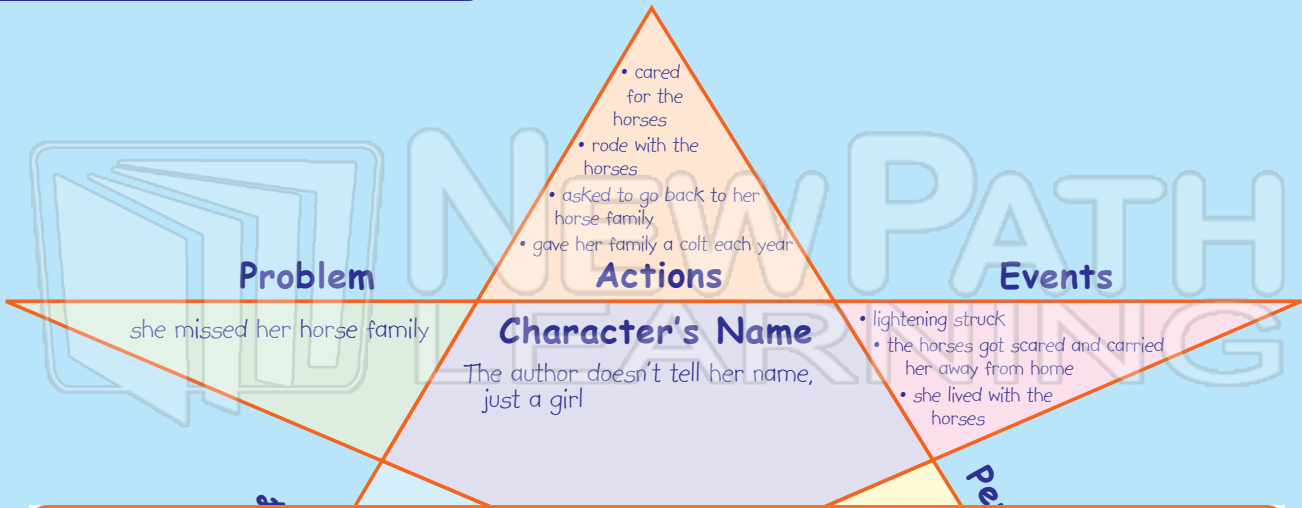 • cared
for the
horses
• rode with the
horses
• asked to go back to her
horse family
• gave her family a colt each year
Problem
Actions
Events
she missed her horse family
Character's Name
The author doesn't tell her name,
just a girl
• lightening struck
• the horses got scared and carried
her away from home
• she lived with the
horses
NEWPATH
LEARNING